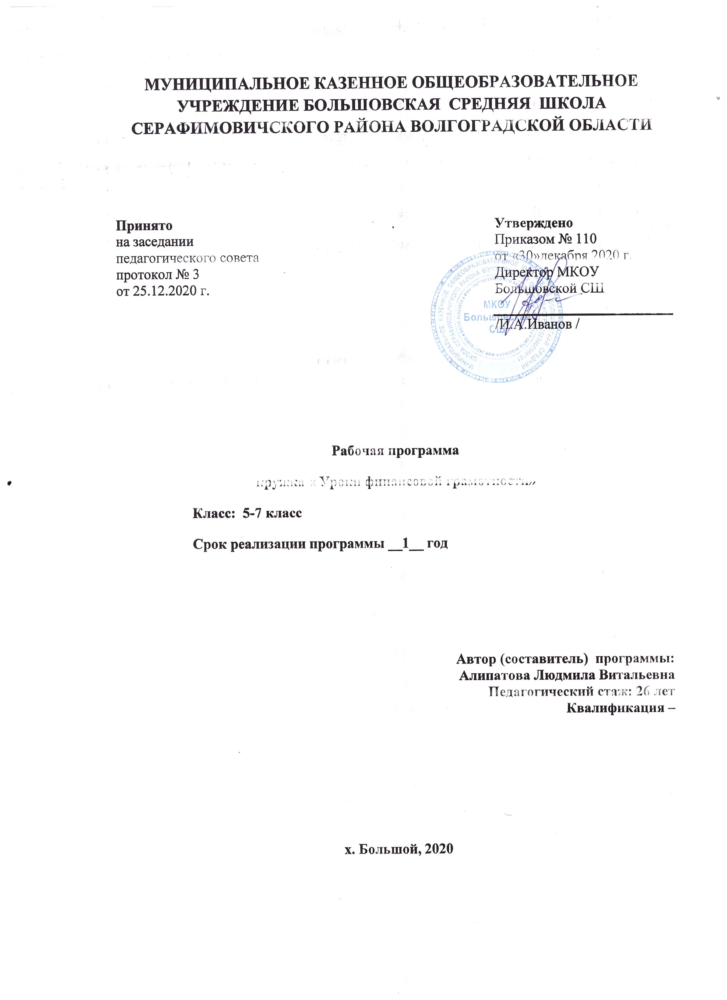 МУНИЦИПАЛЬНОЕ КАЗЕННОЕ ОБЩЕОБРАЗОВАТЕЛЬНОЕ
УЧРЕЖДЕНИЕ БОЛЬШОВСКАЯ СРЕДНЯЯ ШКОЛА
СЕРАФИМОВИЧСКОГО РАЙОНА ВОЛГОГРАДСКОЙ ОБЛАСТИ
Принято
на заседании
педагогического совета
протокол № 3
от 25.12.2020 г.
Утверждено
Приказом № 110
от «30»декабря 2020 г.
Директор МКОУ
Большовской СШ
/И.А.Иванов /
МКОУ
Большовская
СШ
Рабочая программа
кружка « Уроки финансовой грамотности»
Класс: 5-7 класс
Срок реализации программы __1__ год
Автор (составитель) программы:
Алипатова Людмила Витальевна
Педагогический стаж: 26 лет
Квалификация –
х. Большой, 2020